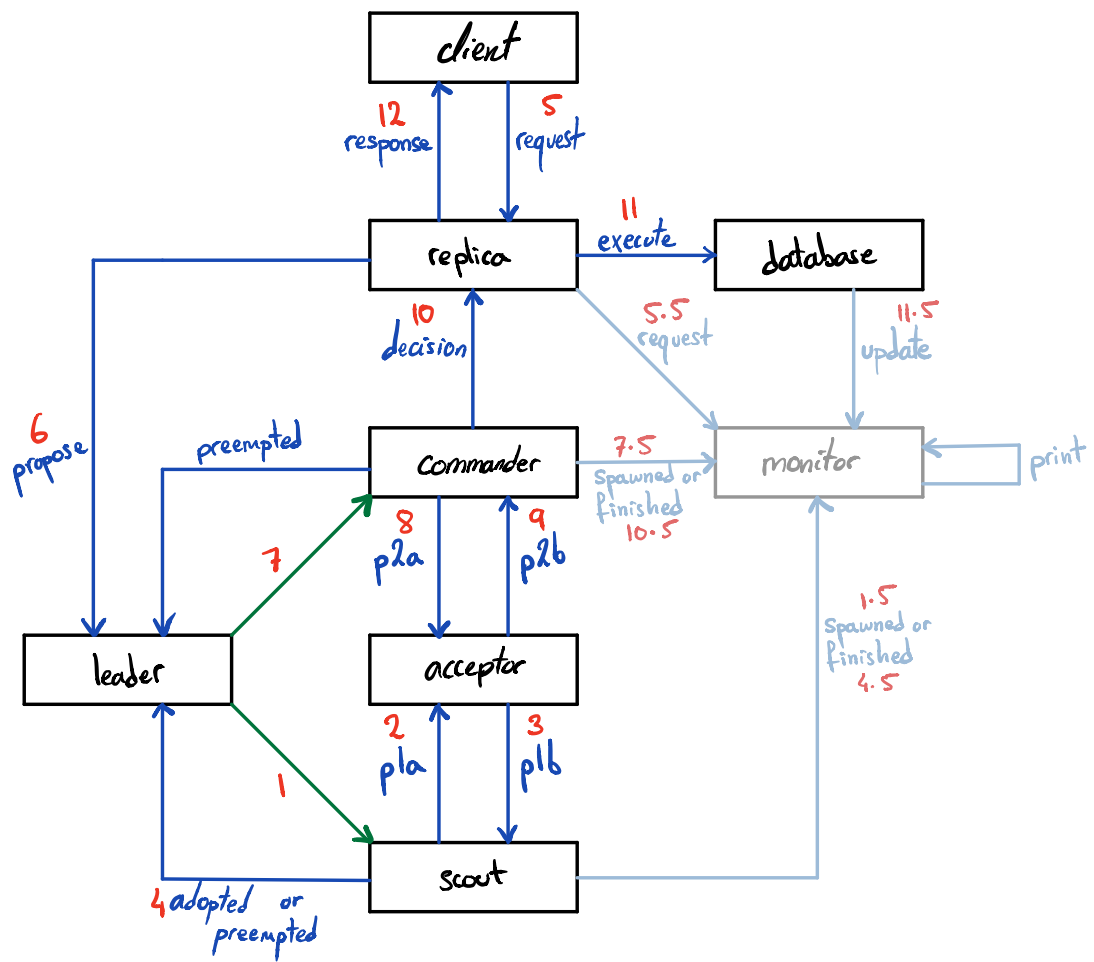 client
12
response
5
request
replica
11
execute
database
10
decision
5.5
request
11.5
update
6
propose
preempted
commander
7.5
spawned or
finished
10.5
monitor
print
7
8
p2a
9
p2b
1.5
spawned or
finished
4.5
leader
acceptor
1
2
p1a
3
p1b
scout
4 adopted or
preempted